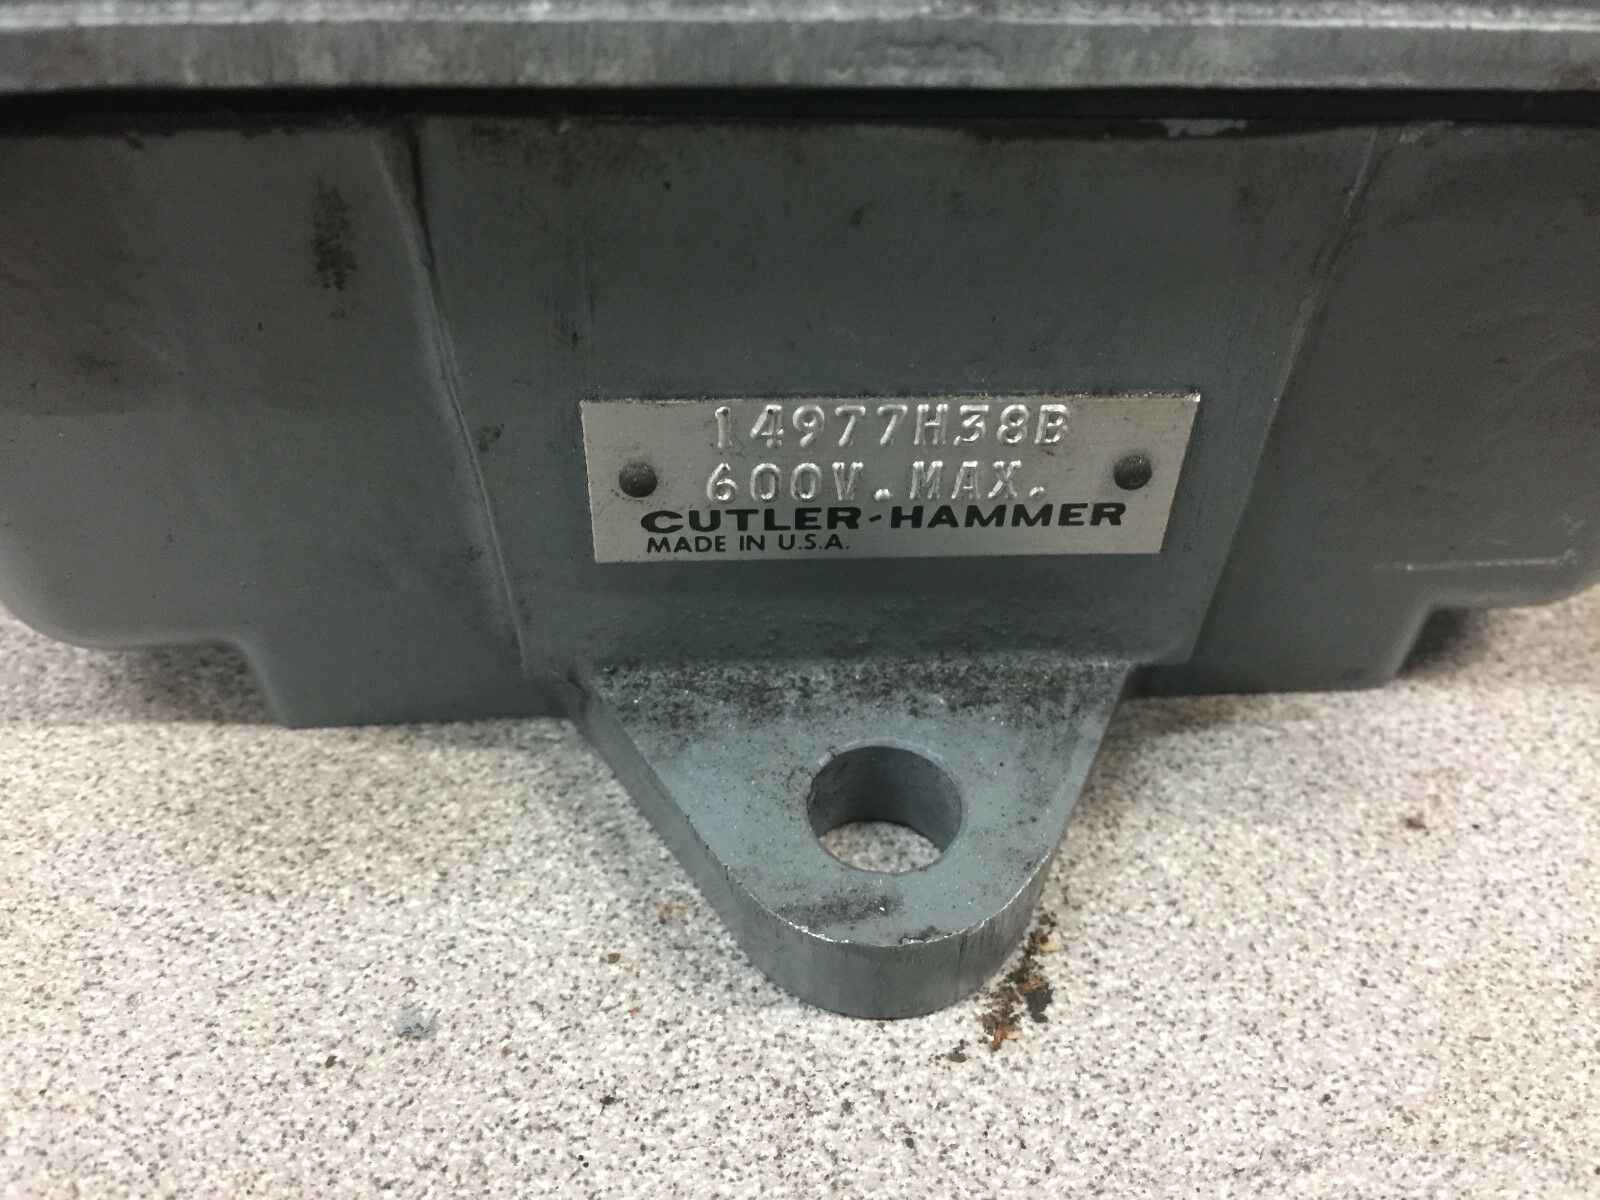 14977H38B
600V.MAX.
CUTLER-HAMMER
MADE IN U.S.A.